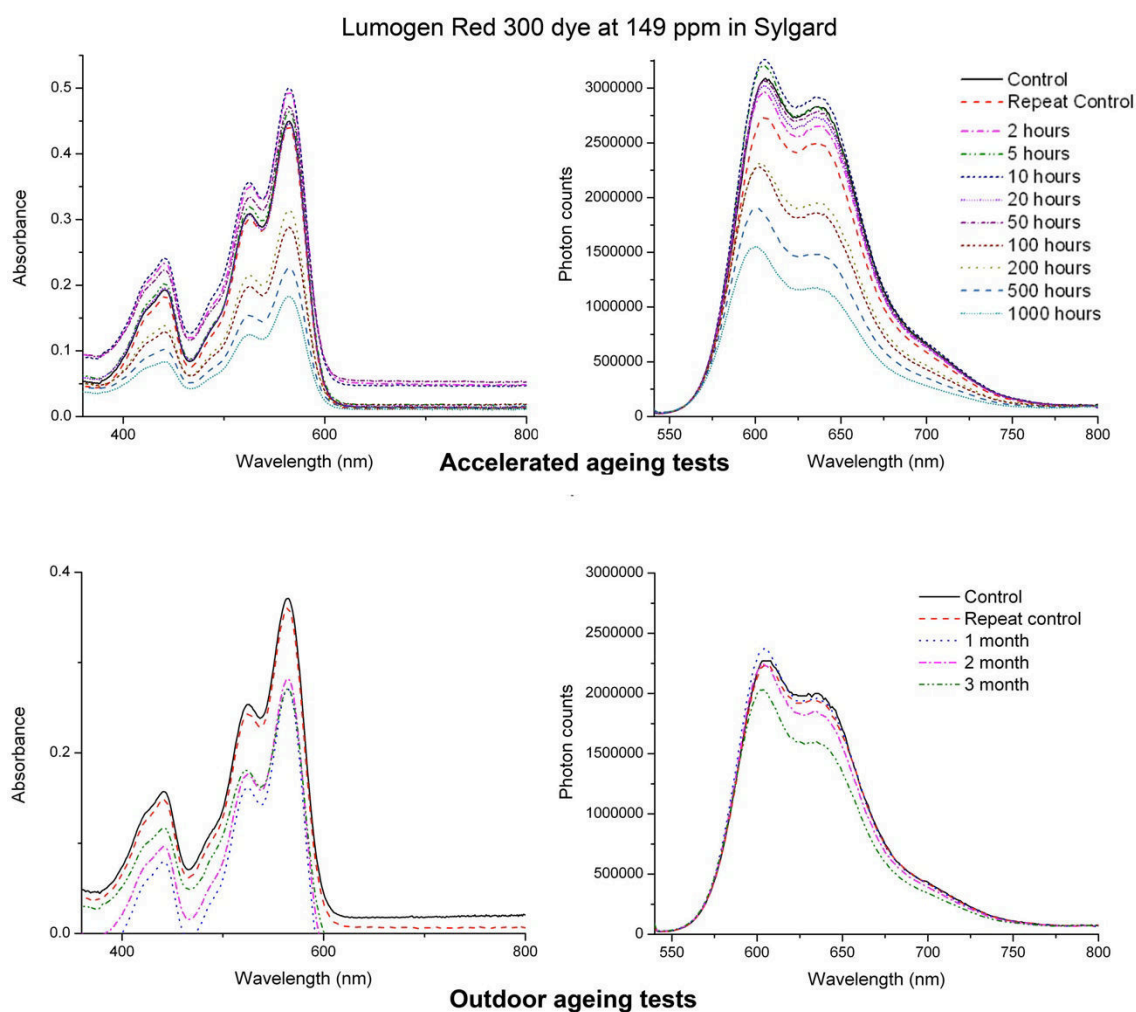 Lumogen Red 300 dye at 149 ppm in Sylgard
0.5
0.4
0.3
0.2
0.1
0.0
Absorbance
400
600
800
Wavelength (nm)
3000000
2500000
2000000
1500000
1000000
500000
0
Photon counts
550
600
650
700
750
800
Wavelength (nm)
Control
Repeat Control
2 hours
5 hours
10 hours
20 hours
50 hours
100 hours
200 hours
500 hours
1000 hours
Accelerated ageing tests
0.4
0.2
0.0
Absorbance
400
600
800
Wavelength (nm)
3000000
2500000
2000000
1500000
1000000
500000
0
Photon counts
550
600
650
700
750
800
Wavelength (nm)
Control
Repeat control
1 month
2 month
3 month
Outdoor ageing tests